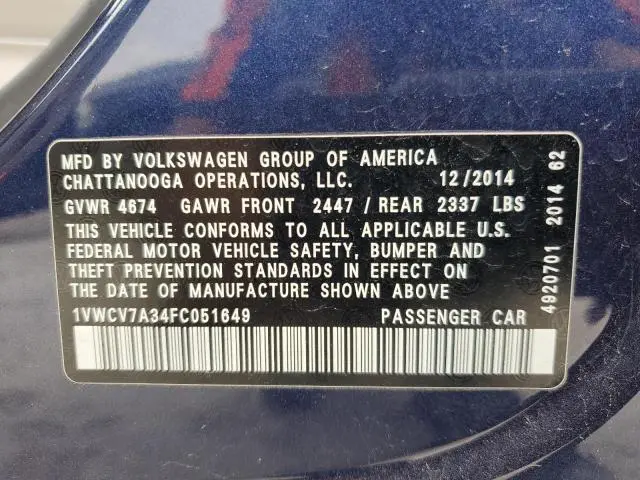 MFD BY VOLKSWAGEN GROUP OF AMERICA
CHATTANOOGA OPERATIONS, LLC. 12/2014
GVWR 4674 GAWR FRONT 2447 / REAR 2337 LBS
THIS VEHICLE CONFORMS TO ALL APPLICABLE U.S.
FEDERAL MOTOR VEHICLE SAFETY, BUMPER AND
THEFT PREVENTION STANDARDS IN EFFECT ON
THE DATE OF MANUFACTURE SHOWN ABOVE
1VWCV7A34FC051649 PASSENGER CAR
4920701 2014 62